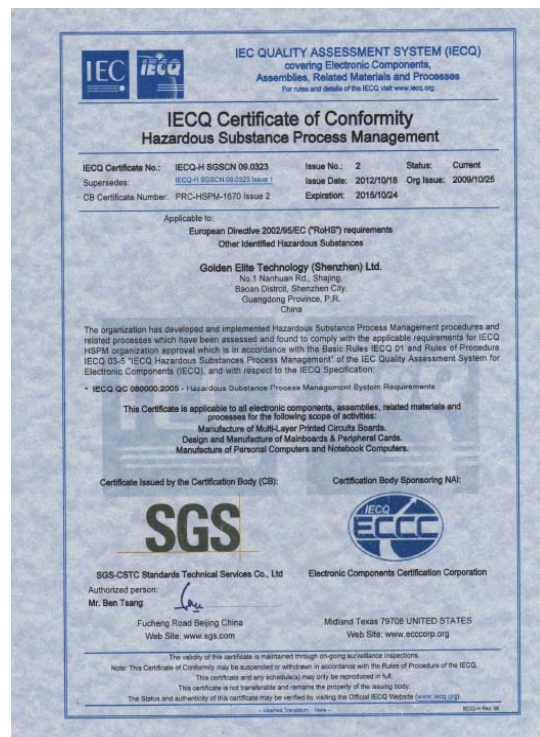 IEC
IECQ
IEC QUALITY ASSESSMENT SYSTEM (IECQ)
covering Electronic Components,
Assemblies, Related Materials and Processes
For rules and details of the IECQ visit www.iecq.org
IECQ Certificate of Conformity
Hazardous Substance Process Management
IECQ Certificate No.: IECQ-H SGSCN 09.0323 Issue No.: 2 Status: Current
Supersedes: IECQ-H SGSCN 09.0323 Issue 1 Issue Date: 2012/10/18 Org Issue: 2009/10/25
CB Certificate Number: PRC-HSPM-1670 Issue 2 Expiration: 2015/10/24
Applicable to:
European Directive 2002/95/EC ("RoHS") requirements
Other Identified Hazardous Substances
Golden Elite Technology (Shenzhen) Ltd.
No.1 Nanhuan Rd., Shajing,
Baoan Distrcit, Shenzhen City,
Guangdong Province, P.R.
China
The organization has developed and implemented Hazardous Substance Process Management procedures and
related processes which have been assessed and found to comply with the applicable requirements for IECQ
HSPM organization approval which is in accordance with the Basic Rules IECQ 01 and Rules of Procedure
IECQ 03-5 "IECQ Hazardous Substances Process Management" of the IEC Quality Assessment System for
Electronic Components (IECQ), and with respect to the IECQ Specification:
• IECQ QC 080000:2005 - Hazardous Substance Process Management System Requirements
This Certificate is applicable to all electronic components, assemblies, related materials and
processes for the following scope of activities:
Manufacture of Multi-Layer Printed Circuits Boards.
Design and Manufacture of Mainboards & Peripheral Cards.
Manufacture of Personal Computers and Notebook Computers.
Certificate Issued by the Certification Body (CB): Certification Body Sponsoring NAI:
SGS
IECQ
ECCC
SGS-CSTC Standards Technical Services Co., Ltd Electronic Components Certification Corporation
Authorized person:
Mr. Ben Tsang
Fucheng Road Beijing China Midland Texas 79708 UNITED STATES
Web Site: www.sgs.com Web Site: www.ecccorp.org
The validity of this certificate is maintained through on-going surveillance inspections.
Note: This Certificate of Conformity may be suspended or withdrawn in accordance with the Rules of Procedure of the IECQ.
This certificate and any schedule(s) may only be reproduced in full.
This certificate is not transferable and remains the property of the issuing body.
The Status and authenticity of this certificate may be verified by visiting the Official IECQ Website (www.iecq.org).
– Attached Translation - None –